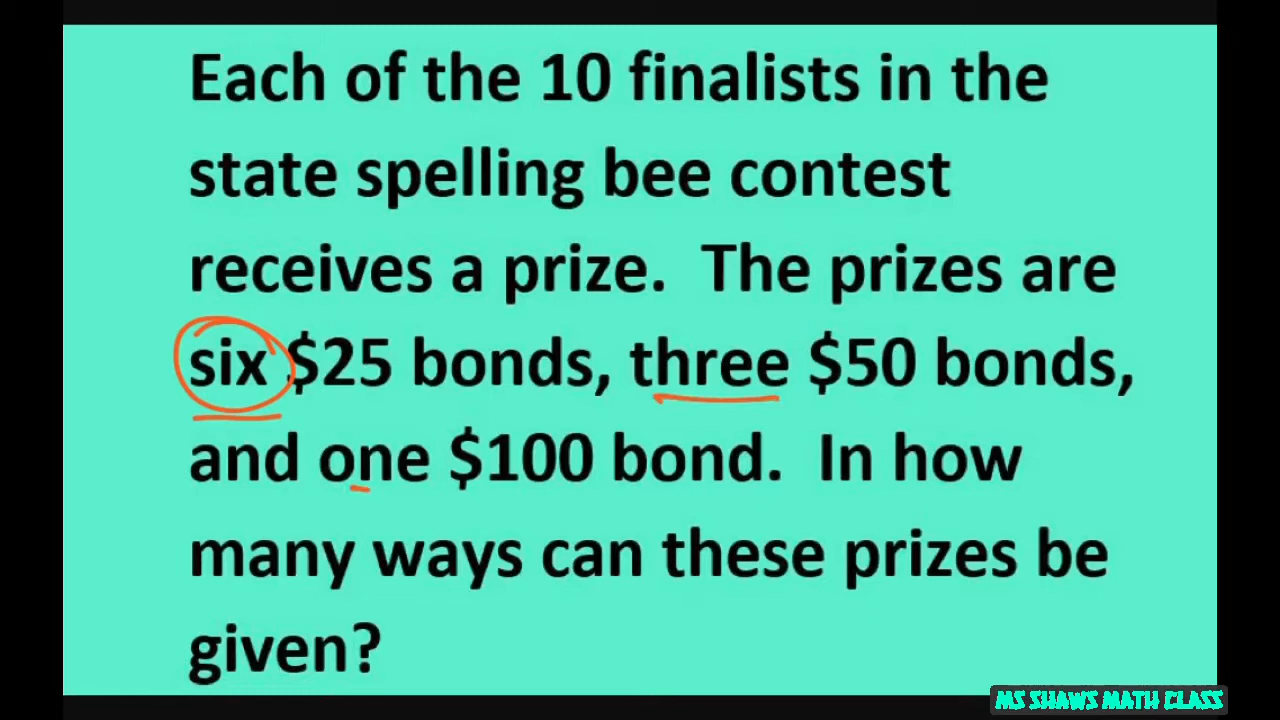 Each of the 10 finalists in the
state spelling bee contest
receives a prize.  The prizes are
six $25 bonds, three $50 bonds,
and one $100 bond.  In how
many ways can these prizes be
given?
MS SHAWS MATH CLASS